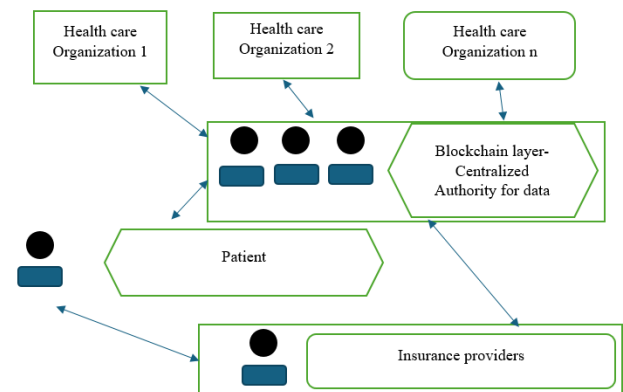 Health care
Organization 1
Health care
Organization 2
Health care
Organization n
Blockchain layer-
Centralized
Authority for data
Patient
Insurance providers